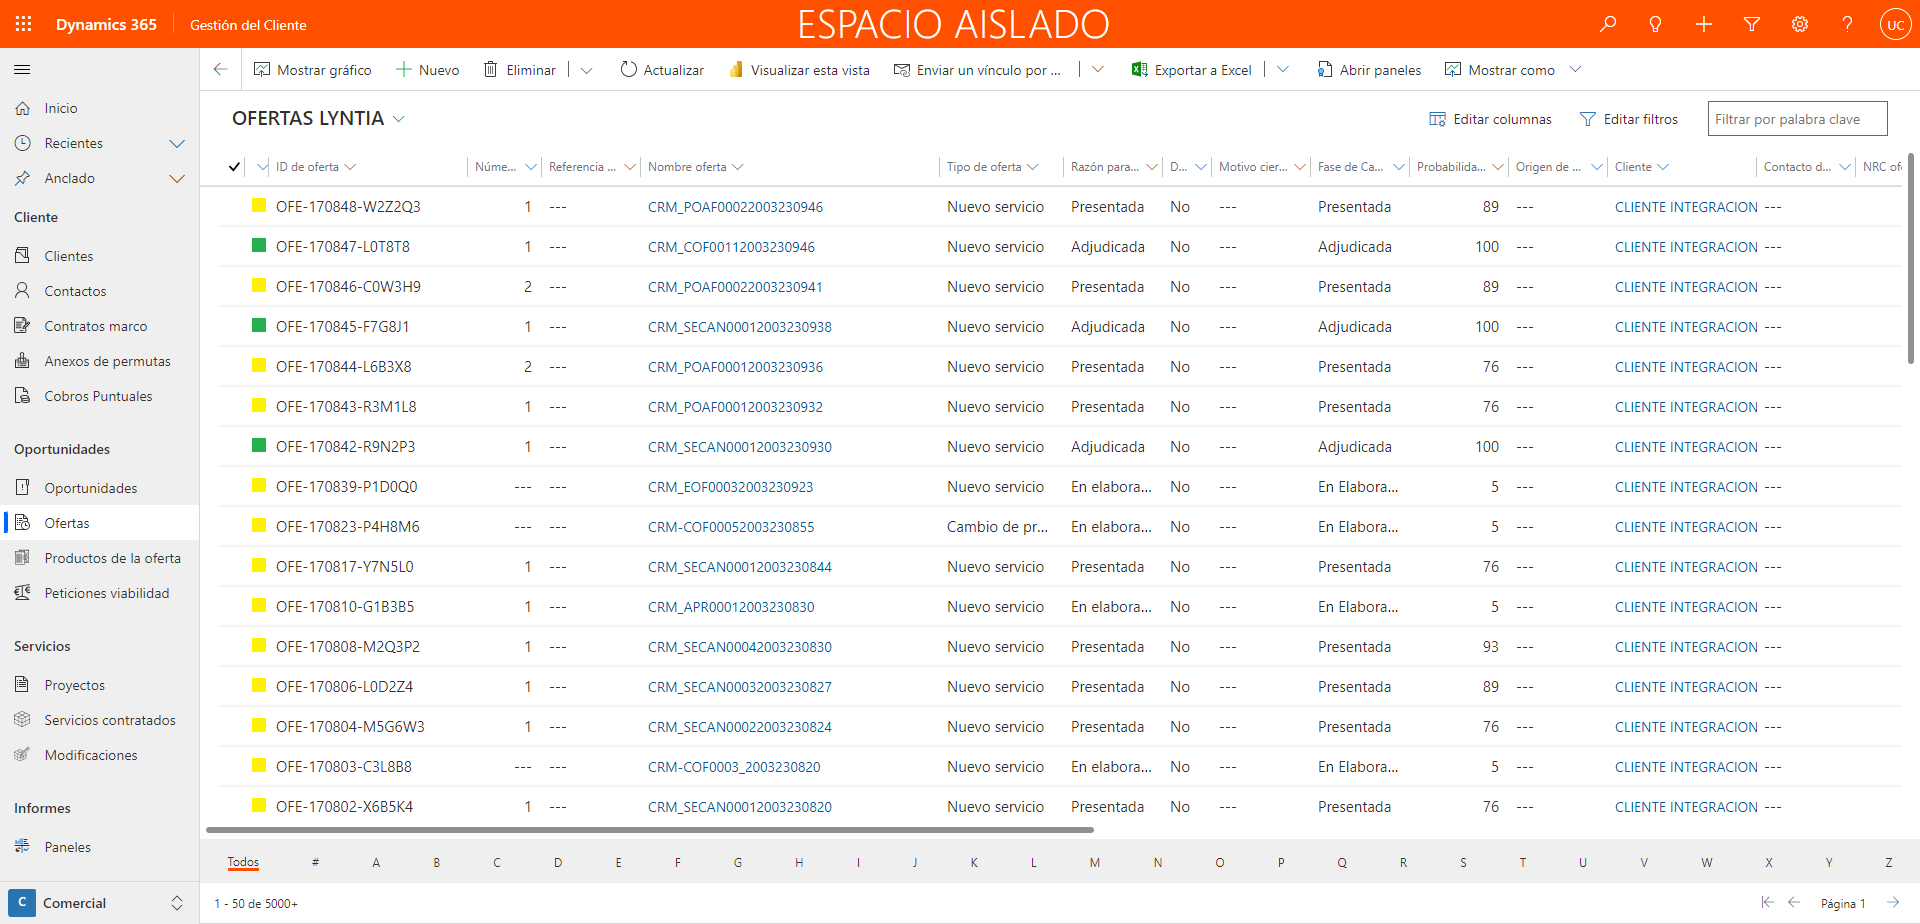 Dynamics 365 Gestión del Cliente ESPACIO AISLADO ? UC
Mostrar gráfico Nuevo Eliminar Actualizar Visualizar esta vista Enviar un vínculo por ... Exportar a Excel Abrir paneles Mostrar como
Inicio
Recientes
Anclado
Cliente
Clientes
Contactos
Contratos marco
Anexos de permutas
Cobros Puntuales
Oportunidades
Oportunidades
Ofertas
Productos de la oferta
Peticiones viabilidad
Servicios
Proyectos
Servicios contratados
Modificaciones
Informes
Paneles
C Comercial
OFERTAS LYNTIA Editar columnas Editar filtros Filtrar por palabra clave
ID de oferta Núme... Referencia ... Nombre oferta Tipo de oferta Razón para... D... Motivo cier... Fase de Ca... Probabilida... Origen de ... Cliente Contacto d... NRC of
OFE-170848-W2Z2Q3 1 --- CRM_POAF00022003230946 Nuevo servicio Presentada No --- Presentada 89 --- CLIENTE INTEGRACION ---
OFE-170847-L0T8T8 1 --- CRM_COF00112003230946 Nuevo servicio Adjudicada No --- Adjudicada 100 --- CLIENTE INTEGRACION ---
OFE-170846-C0W3H9 2 --- CRM_POAF00022003230941 Nuevo servicio Presentada No --- Presentada 89 --- CLIENTE INTEGRACION ---
OFE-170845-F7G8J1 1 --- CRM_SECAN00012003230938 Nuevo servicio Adjudicada No --- Adjudicada 100 --- CLIENTE INTEGRACION ---
OFE-170844-L6B3X8 2 --- CRM_POAF00012003230936 Nuevo servicio Presentada No --- Presentada 76 --- CLIENTE INTEGRACION ---
OFE-170843-R3M1L8 1 --- CRM_POAF00012003230932 Nuevo servicio Presentada No --- Presentada 76 --- CLIENTE INTEGRACION ---
OFE-170842-R9N2P3 1 --- CRM_SECAN00012003230930 Nuevo servicio Adjudicada No --- Adjudicada 100 --- CLIENTE INTEGRACION ---
OFE-170839-P1D0Q0 --- --- CRM_EOF00032003230923 Nuevo servicio En elabora... No --- En Elabora... 5 --- CLIENTE INTEGRACION ---
OFE-170823-P4H8M6 --- --- CRM-COF00052003230855 Cambio de pr... En elabora... No --- En Elabora... 5 --- CLIENTE INTEGRACION ---
OFE-170817-Y7N5L0 1 --- CRM_SECAN00012003230844 Nuevo servicio Presentada No --- Presentada 76 --- CLIENTE INTEGRACION ---
OFE-170810-G1B3B5 1 --- CRM_APR00012003230830 Nuevo servicio En elabora... No --- En Elabora... 5 --- CLIENTE INTEGRACION ---
OFE-170808-M2Q3P2 1 --- CRM_SECAN00042003230830 Nuevo servicio Presentada No --- Presentada 93 --- CLIENTE INTEGRACION ---
OFE-170806-L0D2Z4 1 --- CRM_SECAN00032003230827 Nuevo servicio Presentada No --- Presentada 89 --- CLIENTE INTEGRACION ---
OFE-170804-M5G6W3 1 --- CRM_SECAN00022003230824 Nuevo servicio Presentada No --- Presentada 76 --- CLIENTE INTEGRACION ---
OFE-170803-C3L8B8 --- --- CRM-COF0003_2003230820 Nuevo servicio En elabora... No --- En Elabora... 5 --- CLIENTE INTEGRACION ---
OFE-170802-X6B5K4 1 --- CRM_SECAN00012003230820 Nuevo servicio Presentada No --- Presentada 76 --- CLIENTE INTEGRACION ---
Todos # A B C D E F G H I J K L M N O P Q R S T U V W X Y Z
1 - 50 de 5000+ Página 1